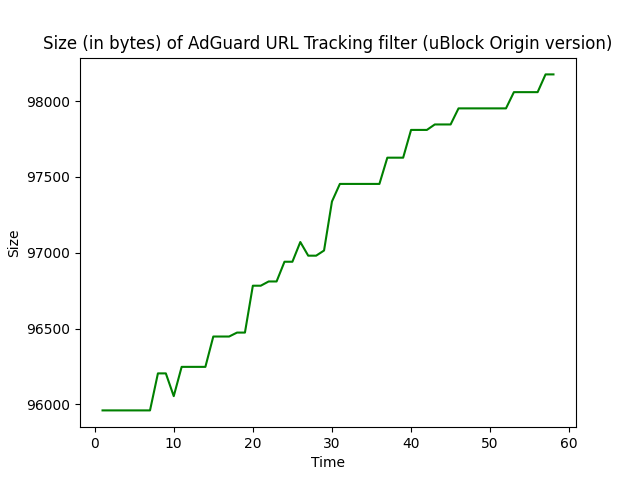 Size (in bytes) of AdGuard URL Tracking filter (uBlock Origin version)
98000
97500
97000
96500
96000
Size
0 10 20 30 40 50 60
Time